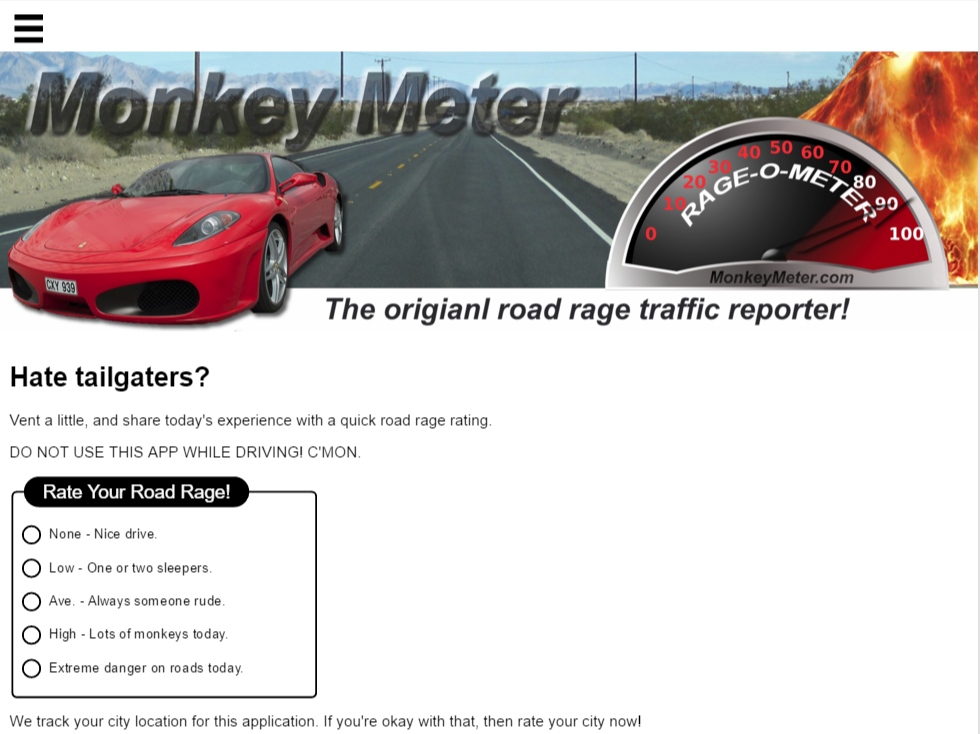 Monkey Meter
0 10 20 30 40 50 60 70 80 90 100
RAGE-O-METER
MonkeyMeter.com
CXY 939
The origianl road rage traffic reporter!
Hate tailgaters?
Vent a little, and share today's experience with a quick road rage rating.
DO NOT USE THIS APP WHILE DRIVING! C'MON.
Rate Your Road Rage!
None - Nice drive.
Low - One or two sleepers.
Ave. - Always someone rude.
High - Lots of monkeys today.
Extreme danger on roads today.
We track your city location for this application. If you're okay with that, then rate your city now!